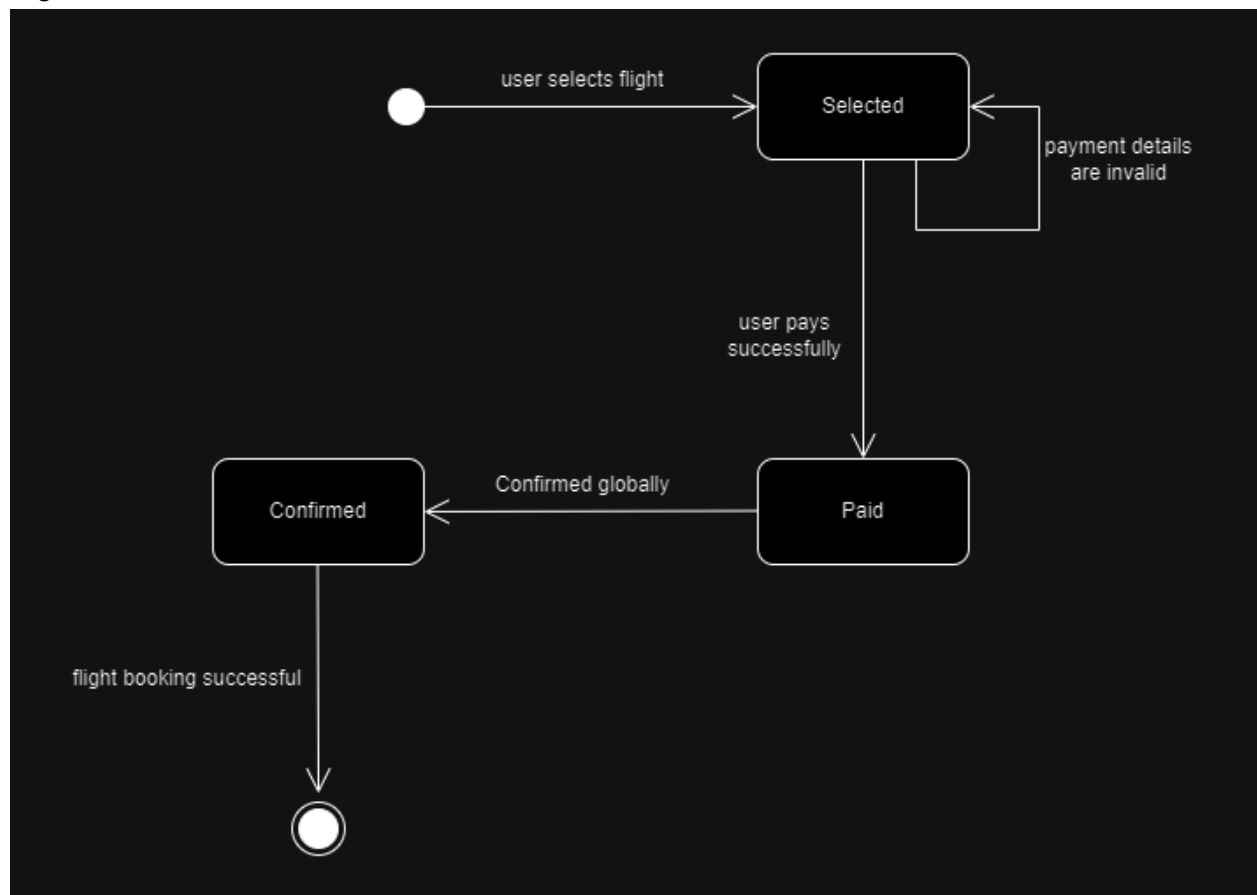 user selects flight
Selected
payment details
are invalid
user pays
successfully
Confirmed globally
Confirmed
Paid
flight booking successful